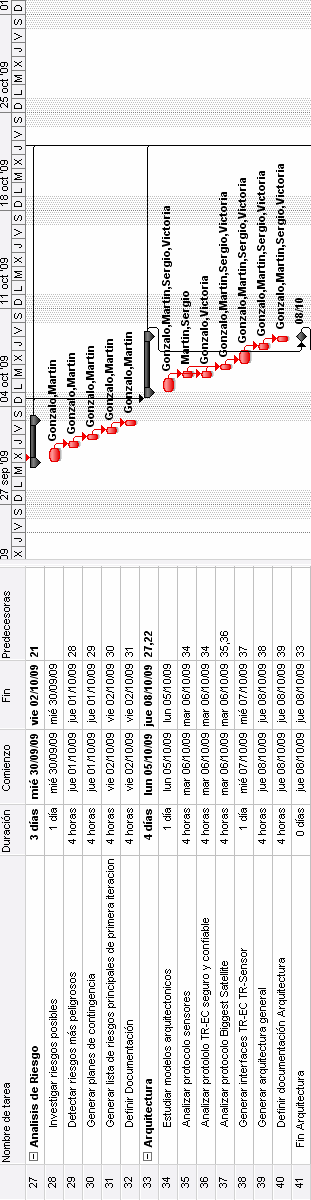 Nombre de tarea Duración Comienzo Fin Predecesoras
27 Analisis de Riesgo 3 días mié 30/09/09 vie 02/10/09 21
28 Investigar riesgos posibles 1 día mié 30/09/09 mié 30/09/09
29 Detectar riesgos más peligrosos 4 horas jue 01/10/09 jue 01/10/09 28
30 Generar planes de contingencia 4 horas jue 01/10/09 jue 01/10/09 29
31 Generar lista de riesgos principales de primera iteracion 4 horas vie 02/10/09 vie 02/10/09 30
32 Definir Documentación 4 horas vie 02/10/09 vie 02/10/09 31
33 Arquitectura 4 días lun 05/10/09 jue 08/10/09 27,22
34 Estudiar modelos arquitectonicos 1 día lun 05/10/09 lun 05/10/09
35 Analizar protocolo sensores 4 horas mar 06/10/09 mar 06/10/09 34
36 Analizar protololo TR-EC seguro y confiable 4 horas mar 06/10/09 mar 06/10/09 34
37 Analizar protocolo Biggest Satellite 4 horas mar 06/10/09 mar 06/10/09 35,36
38 Generar interfaces TR-EC TR-Sensor 1 día mié 07/10/09 mié 07/10/09 37
39 Generar arquitectura general 4 horas jue 08/10/09 jue 08/10/09 38
40 Definir documentación Arquitectura 4 horas jue 08/10/09 jue 08/10/09 39
41 Fin Arquitectura 0 días jue 08/10/09 jue 08/10/09 33
09 27 sep '09 04 oct '09 11 oct '09 18 oct '09 25 oct '09 01
X J V S D L M X J V S D L M X J V S D L M X J V S D L M X J V S D L M X J V S D
Gonzalo,Martin
Gonzalo,Martin
Gonzalo,Martin
Gonzalo,Martin
Gonzalo,Martin
Gonzalo,Martin,Sergio,Victoria
Martin,Sergio
Gonzalo,Victoria
Gonzalo,Martin,Sergio,Victoria
Gonzalo,Martin,Sergio,Victoria
Gonzalo,Martin,Sergio,Victoria
Gonzalo,Martin,Sergio,Victoria
08/10